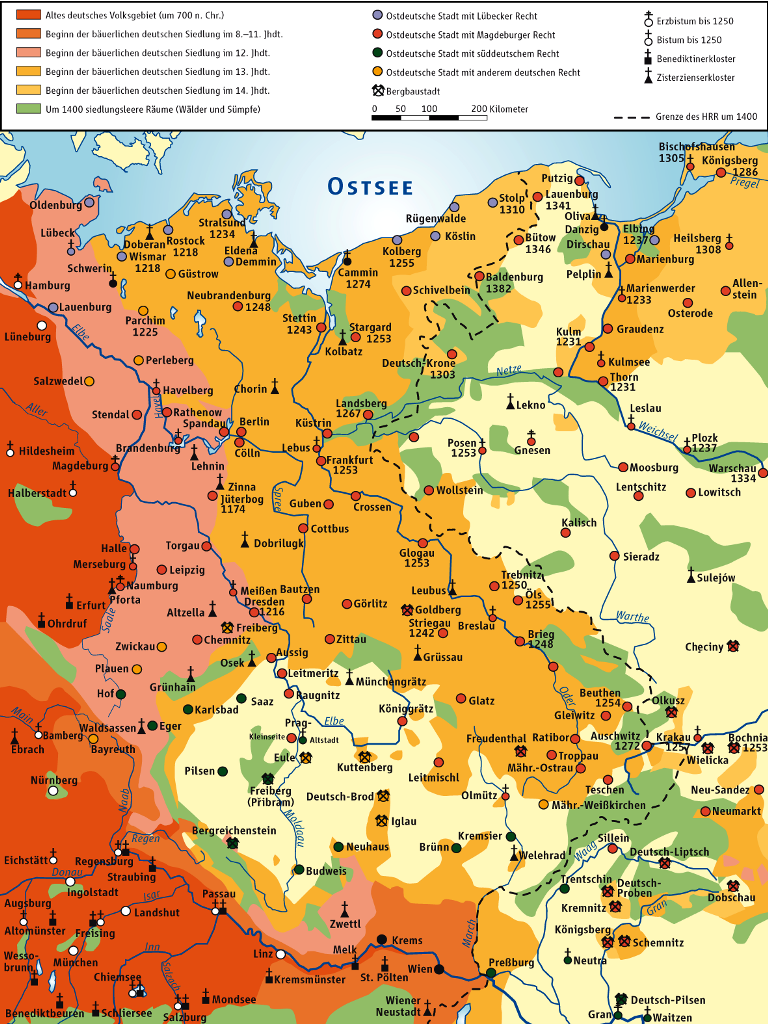 Altes deutsches Volksgebiet (um 700 n. Chr.)
Beginn der bäuerlichen deutschen Siedlung im 8.–11. Jhdt.
Beginn der bäuerlichen deutschen Siedlung im 12. Jhdt.
Beginn der bäuerlichen deutschen Siedlung im 13. Jhdt.
Beginn der bäuerlichen deutschen Siedlung im 14. Jhdt.
Um 1400 siedlungsleere Räume (Wälder und Sümpfe)
Ostdeutsche Stadt mit Lübecker Recht
Ostdeutsche Stadt mit Magdeburger Recht
Ostdeutsche Stadt mit süddeutschem Recht
Ostdeutsche Stadt mit anderem deutschen Recht
Bergbaustadt
0 50 100 200 Kilometer
Erzbistum bis 1250
Bistum bis 1250
Benediktinerkloster
Zisterzienserkloster
Grenze des HRR um 1400
OSTSEE
Bischofshausen
1305
Königsberg
1286
Pregel
Putzig
Lauenburg
1341
Stolp
1310
Oliva
Danzig
Rügenwalde
Köslin
Kolberg
1255
Bütow
1346
Dirschau
Elbing
1237
Heilsberg
1308
Marienburg
Pelplin
Baldenburg
1382
Marienwerder
1233
Allen-
stein
Osterode
Oldenburg
Lübeck
Stralsund
1234
Doberan
Rostock
1218
Wismar
1218
Eldena
Demmin
Cammin
1274
Schwerin
Güstrow
Hamburg
Lauenburg
Neubrandenburg
1248
Schivelbein
Parchim
1225
Stettin
1243
Stargard
1253
Kolbatz
Kulm
1231
Graudenz
Lüneburg
Elbe
Perleberg
Deutsch-Krone
1303
Kulmsee
Thorn
1231
Netze
Salzwedel
Havelberg
Havel
Chorin
Aller
Stendal
Rathenow
Spandau
Berlin
Cölln
Landsberg
1267
Küstrin
Lekno
Leslau
Weichsel
Brandenburg
Lebus
Posen
1253
Gnesen
Plozk
1237
Hildesheim
Magdeburg
Lehnin
Frankfurt
1253
Moosburg
Warschau
1334
Halberstadt
Zinna
Jüterbog
1174
Spree
Guben
Crossen
Wollstein
Lentschitz
Lowitsch
Cottbus
Kalisch
Halle
Merseburg
Torgau
Dobrilugk
Glogau
1253
Sieradz
Leipzig
Naumburg
Pforta
Meißen
Dresden
1216
Bautzen
Görlitz
Leubus
Trebnitz
1250
Öls
1255
Sulejów
Erfurt
Ohrdruf
Saale
Altzella
Goldberg
Striegau
1242
Breslau
Warthe
Freiberg
Chemnitz
Zittau
Brieg
1248
Chęciny
Zwickau
Osek
Aussig
Grüssau
Plauen
Grünhain
Leitmeritz
Münchengrätz
Oder
Hof
Karlsbad
Saaz
Raugnitz
Königgrätz
Glatz
Beuthen
1254
Olkusz
Gleiwitz
Main
Bamberg
Ebrach
Waldsassen
Bayreuth
Eger
Prag-
Kleinseite
Altstadt
Elbe
Freudenthal
Ratibor
Auschwitz
1272
Krakau
1257
Bochnia
1253
Wielicka
Eule
Kuttenberg
Troppau
Mähr.-Ostrau
Nürnberg
Pilsen
Leitmischl
Teschen
Freiberg
(Přibram)
Deutsch-Brod
Olmütz
Mähr.-Weißkirchen
Neu-Sandez
Neumarkt
Naab
Bergreichenstein
Moldau
Iglau
Regen
Neuhaus
Brünn
Kremsier
Sillein
Eichstätt
Regensburg
Straubing
Welehrad
Waag
Deutsch-Liptsch
Donau
Ingolstadt
Budweis
Trentschin
Deutsch-
Proben
Isar
Augsburg
Altomünster
Freising
Landshut
Passau
Zwettl
Kremnitz
Gran
Dobschau
March
Königsberg
Schemnitz
Inn
Wesso-
brunn
München
Linz
Melk
Krems
Neutra
Chiemsee
Salzach
Kremsmünster
St. Pölten
Wien
Preßburg
Mondsee
Wiener
Neustadt
Deutsch-Pilsen
Benediktbeuren
Schliersee
Salzburg
Gran
Waitzen